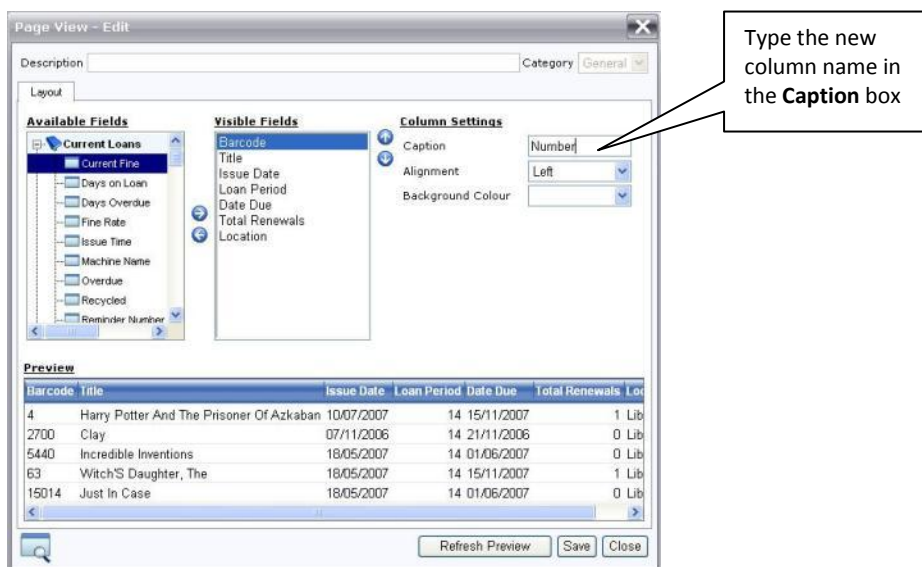 Page View - Edit
Description Category General
Layout
Available Fields Visible Fields Column Settings
Current Loans
Current Fine
Days on Loan
Days Overdue
Fine Rate
Issue Time
Machine Name
Overdue
Recycled
Reminder Number
Barcode
Title
Issue Date
Loan Period
Date Due
Total Renewals
Location
Caption Number
Alignment Left
Background Colour
Type the new
column name in
the Caption box
Preview
Barcode Title Issue Date Loan Period Date Due Total Renewals Loc
4 Harry Potter And The Prisoner Of Azkaban 10/07/2007 14 15/11/2007 1 Lib
2700 Clay 07/11/2006 14 21/11/2006 0 Lib
5440 Incredible Inventions 18/05/2007 14 01/06/2007 0 Lib
63 Witch'S Daughter, The 18/05/2007 14 15/11/2007 1 Lib
15014 Just In Case 18/05/2007 14 01/06/2007 0 Lib
Refresh Preview Save Close